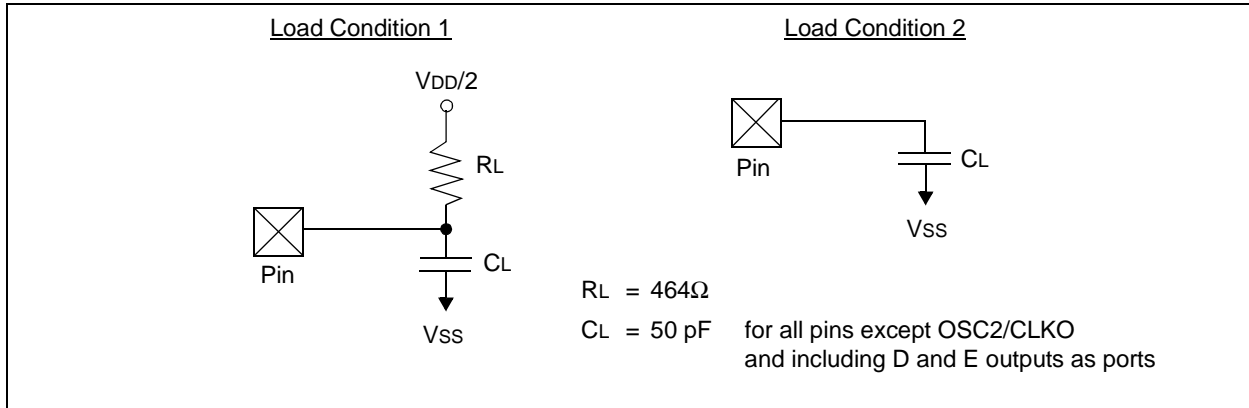 Load Condition 1
Load Condition 2
VDD/2
RL
Pin
CL
VSS
Pin
CL
VSS
RL = 464Ω
CL = 50 pF for all pins except OSC2/CLKO
and including D and E outputs as ports